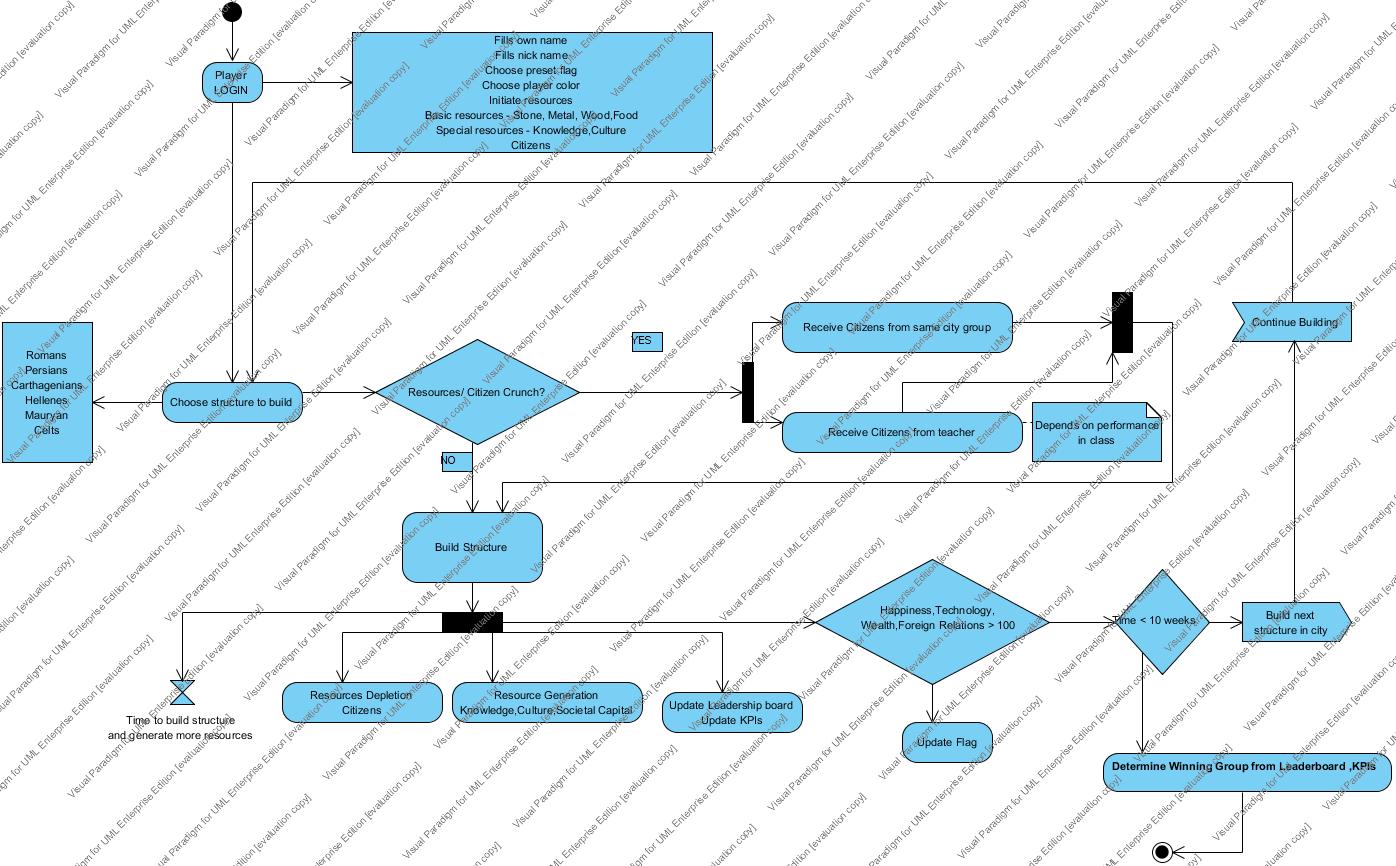 Player
LOGIN
Fills own name
Fills nick name
Choose preset flag
Choose player color
Initiate resources
Basic resources - Stone, Metal, Wood,Food
Special resources - Knowledge,Culture
Citizens
Romans
Persians
Carthagenians
Hellenes
Mauryan
Celts
Choose structure to build
Resources/ Citizen Crunch?
YES
NO
Receive Citizens from same city group
Receive Citizens from teacher
Depends on performance
in class
Continue Building
Build Structure
Happiness,Technology,
Wealth,Foreign Relations > 100
Time < 10 weeks
Build next
structure in city
Time to build structure
and generate more resources
Resources Depletion
Citizens
Resource Generation
Knowledge,Culture,Societal Capital
Update Leadership board
Update KPIs
Update Flag
Determine Winning Group from Leaderboard ,KPIs
Visual Paradigm for UML Enterprise Edition [evaluation copy]